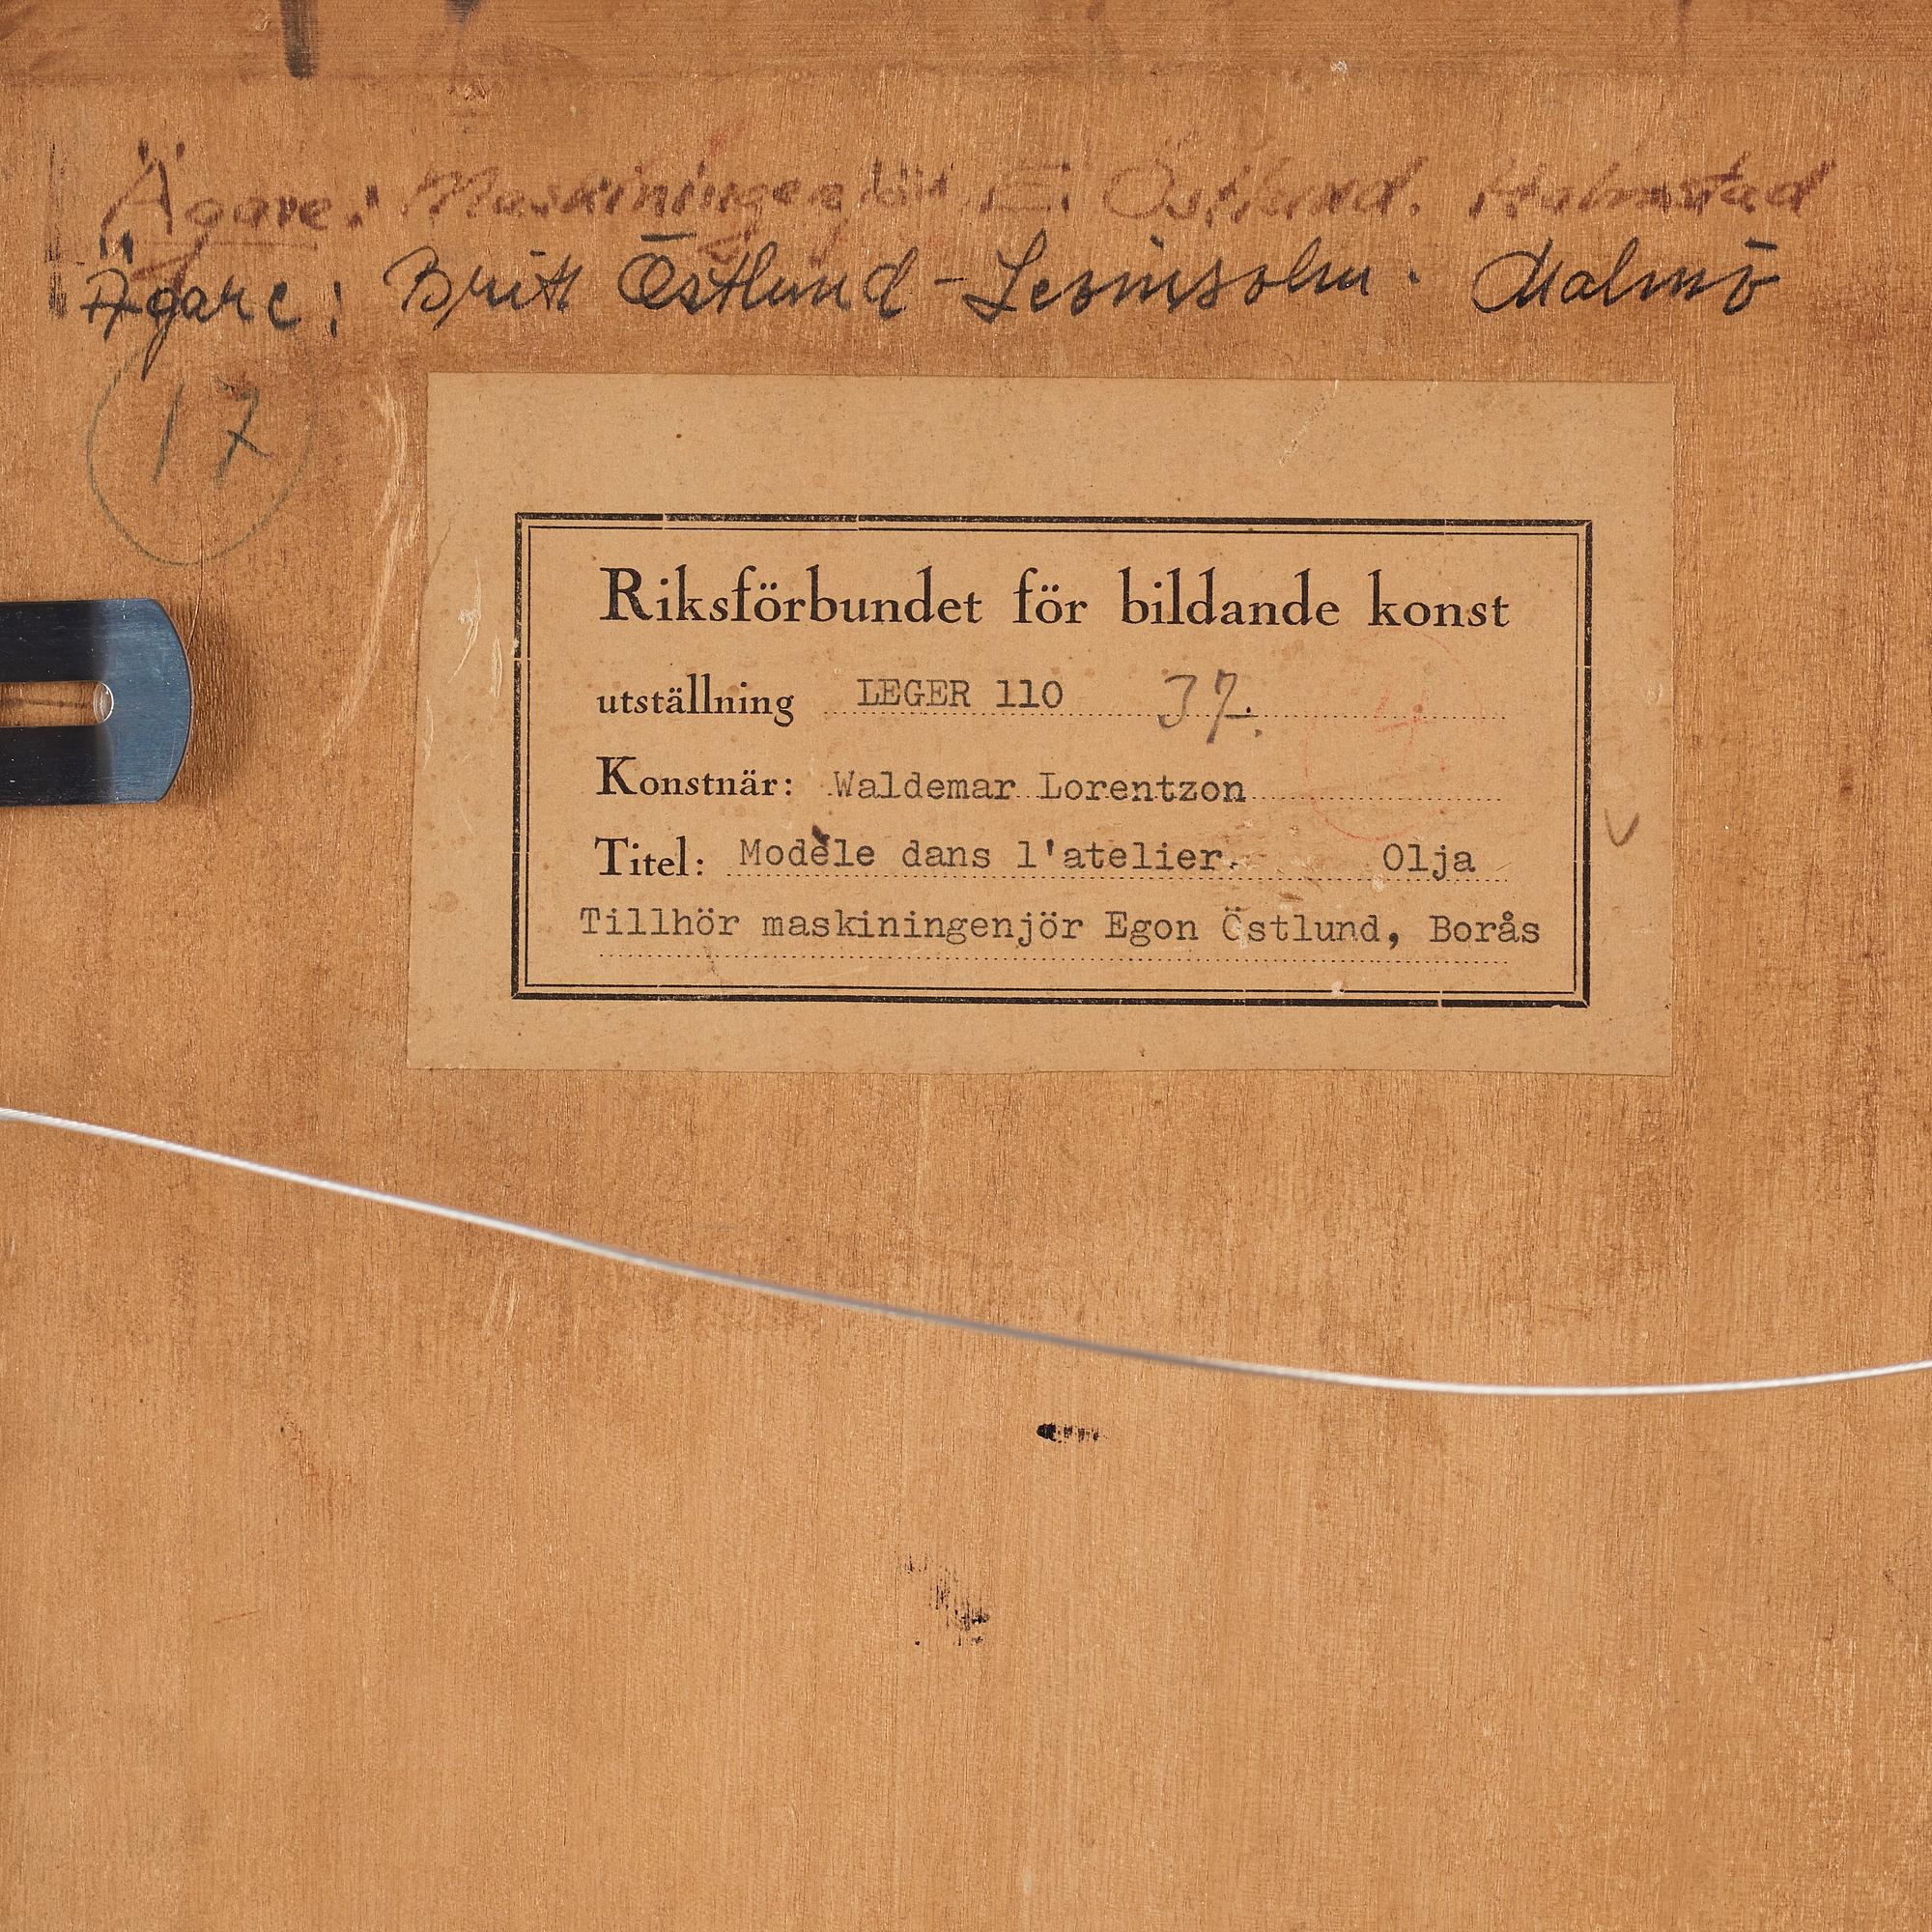 Ägare: Maskiningenjör E. Östlund. Halmstad
Ägare: Britt Östlund-Levinsohn. Malmö
17
Riksförbundet för bildande konst
utställning LEGER 110 37.
Konstnär: Waldemar Lorentzon
Titel: Modèle dans l'atelier. Olja
Tillhör maskiningenjör Egon Östlund, Borås